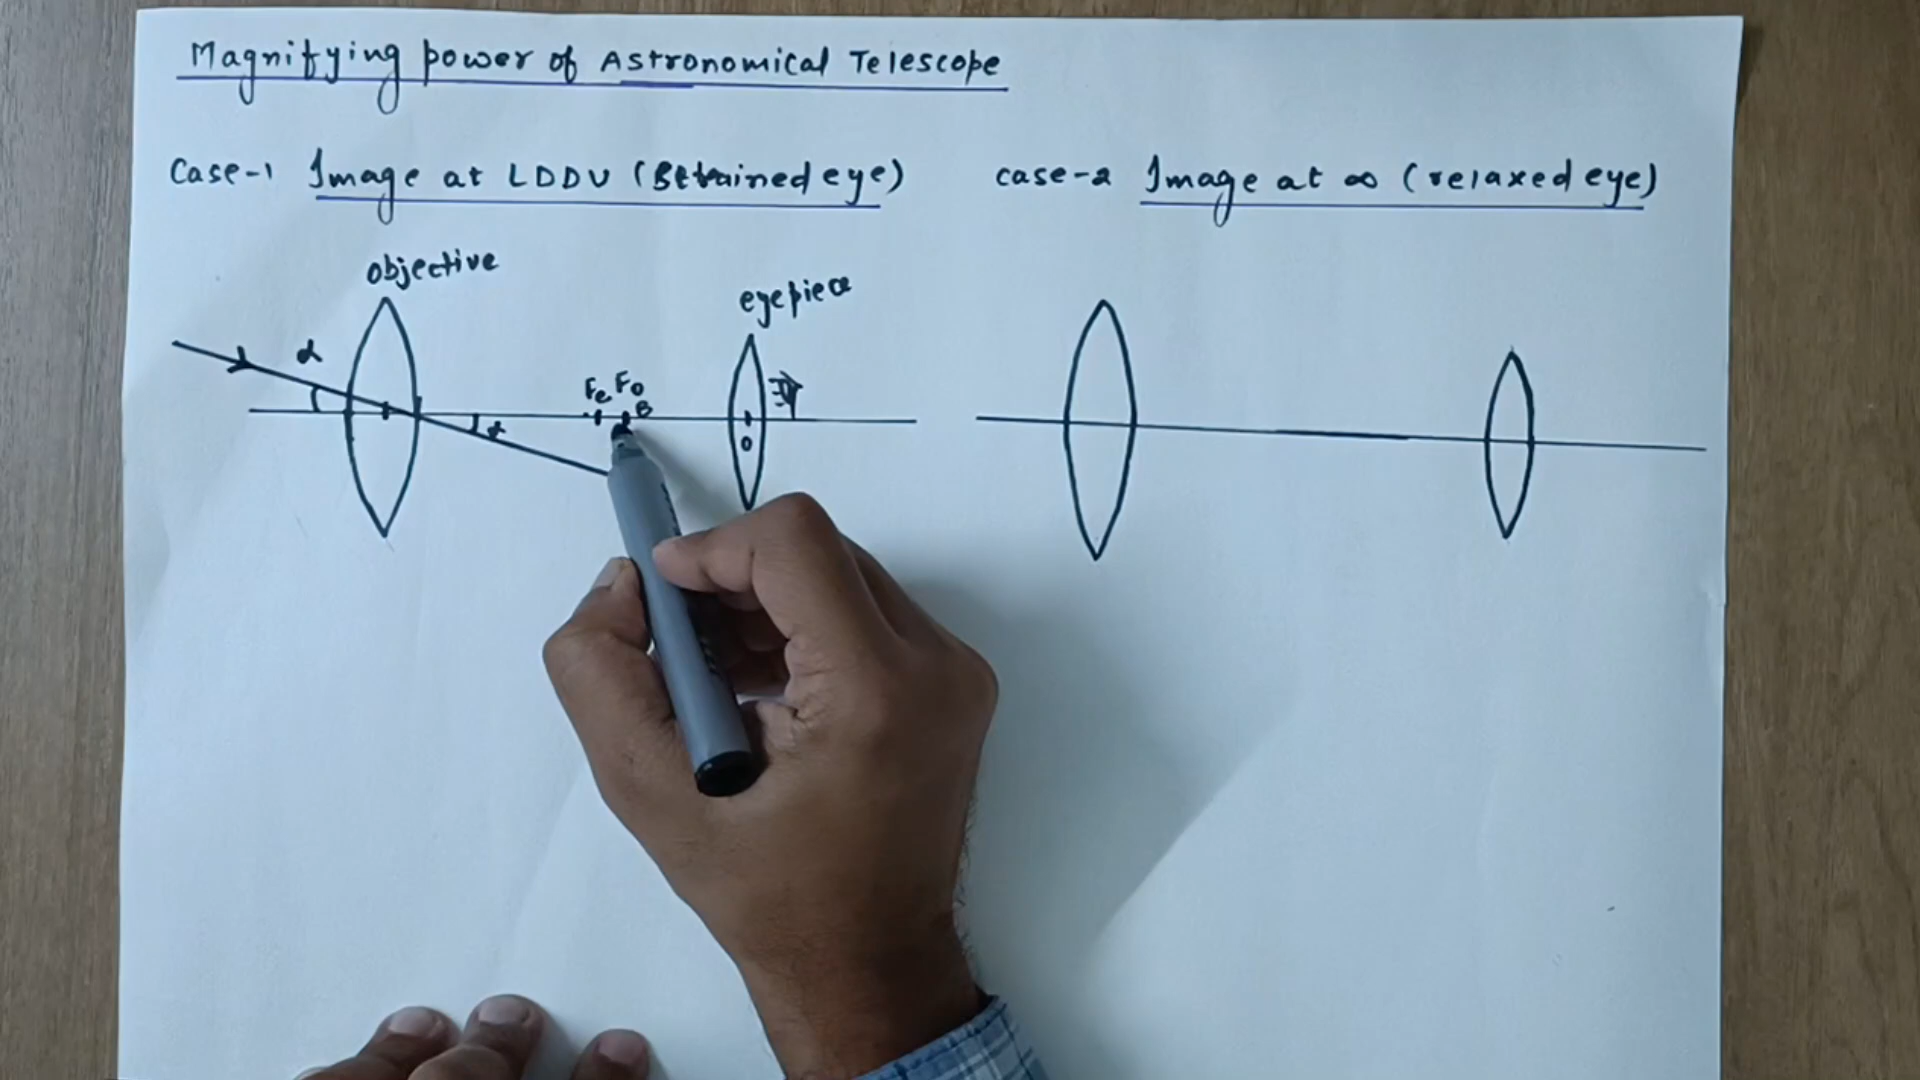 Magnifying power of Astronomical Telescope
Case-1 Image at LDDV (Strained eye)
case-2 Image at ∞ (relaxed eye)
objective
eyepiece
α
Fe Fo
B
α
O